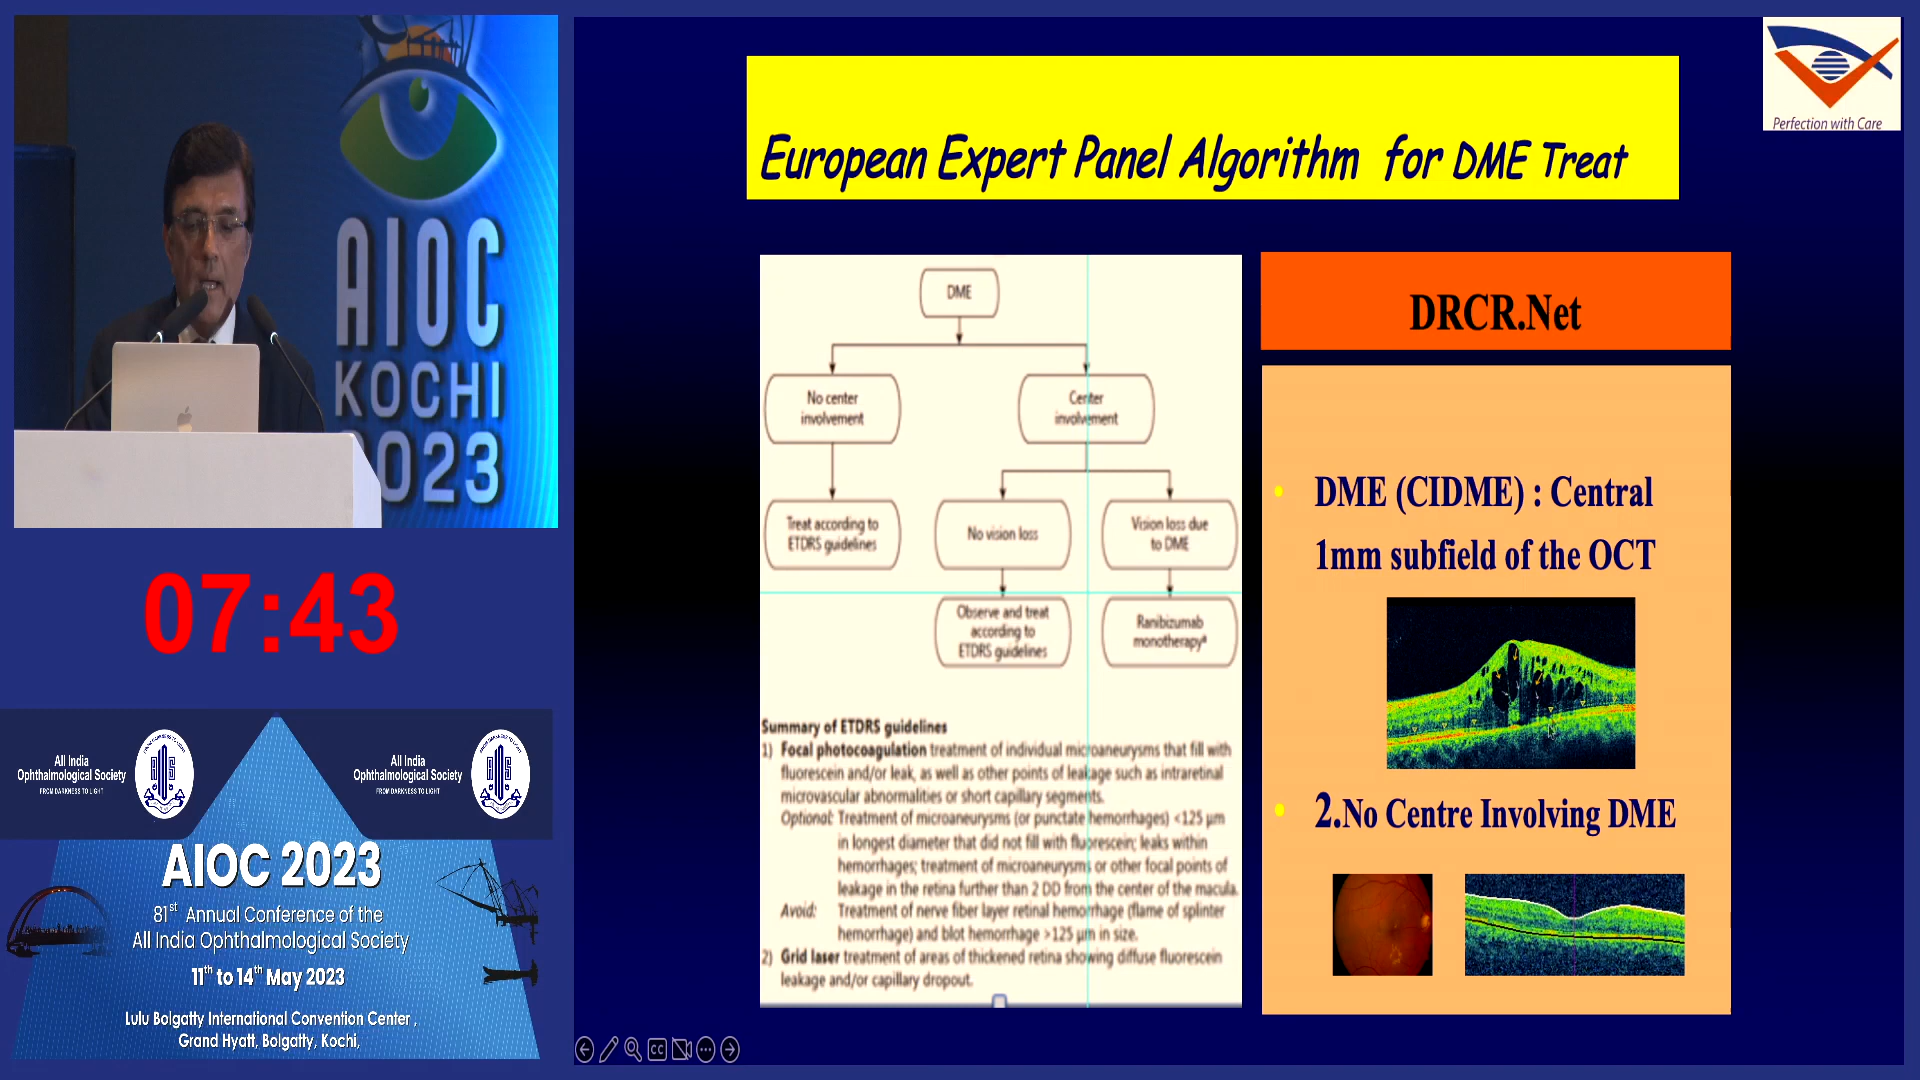 AIOC
KOCHI
2023
07:43
All India
Ophthalmological Society
FROM DARKNESS TO LIGHT
All India
Ophthalmological Society
FROM DARKNESS TO LIGHT
AIOC 2023
81st Annual Conference of the
All India Ophthalmological Society
11th to 14th May 2023
Lulu Bolgatty International Convention Center ,
Grand Hyatt, Bolgatty, Kochi,
European Expert Panel Algorithm for DME Treat
Perfection with Care
DME
No center
involvement
Center
involvement
Treat according to
ETDRS guidelines
No vision loss
Vision loss due
to DME
Observe and treat
according to
ETDRS guidelines
Ranibizumab
monotherapyᵃ
Summary of ETDRS guidelines
1) Focal photocoagulation treatment of individual microaneurysms that fill with
fluorescein and/or leak, as well as other points of leakage such as intraretinal
microvascular abnormalities or short capillary segments.
Optional: Treatment of microaneurysms (or punctate hemorrhages) <125 µm
in longest diameter that did not fill with fluorescein; leaks within
hemorrhages; treatment of microaneurysms or other focal points of
leakage in the retina further than 2 DD from the center of the macula.
Avoid: Treatment of nerve fiber layer retinal hemorrhage (flame of splinter
hemorrhage) and blot hemorrhage >125 µm in size.
2) Grid laser treatment of areas of thickened retina showing diffuse fluorescein
leakage and/or capillary dropout.
DRCR.Net
• DME (CIDME) : Central
1mm subfield of the OCT
• 2.No Centre Involving DME
CC